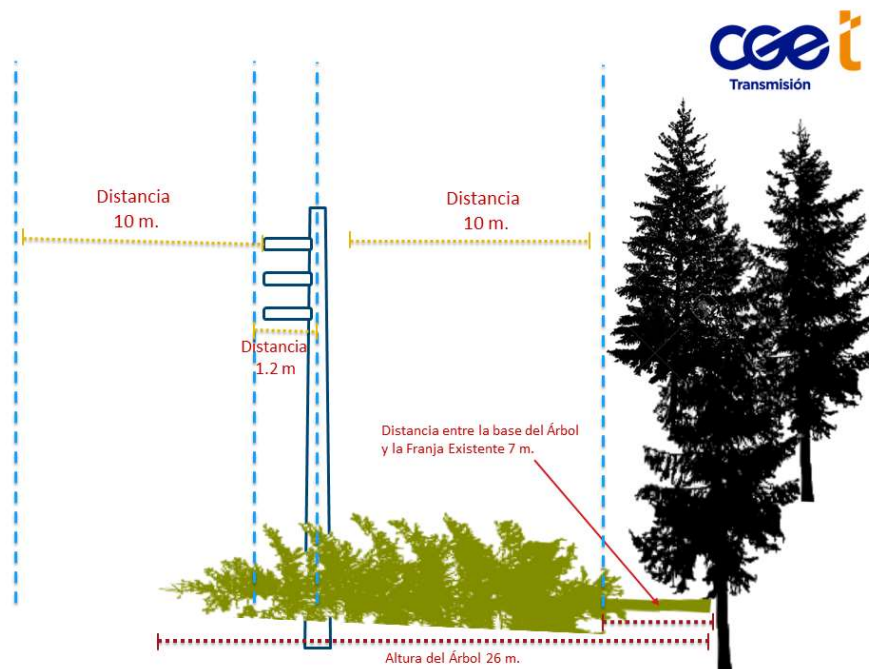 CGE t
Transmisión
Distancia
10 m.
Distancia
10 m.
Distancia
1.2 m
Distancia entre la base del Árbol
y la Franja Existente 7 m.
Altura del Árbol 26 m.